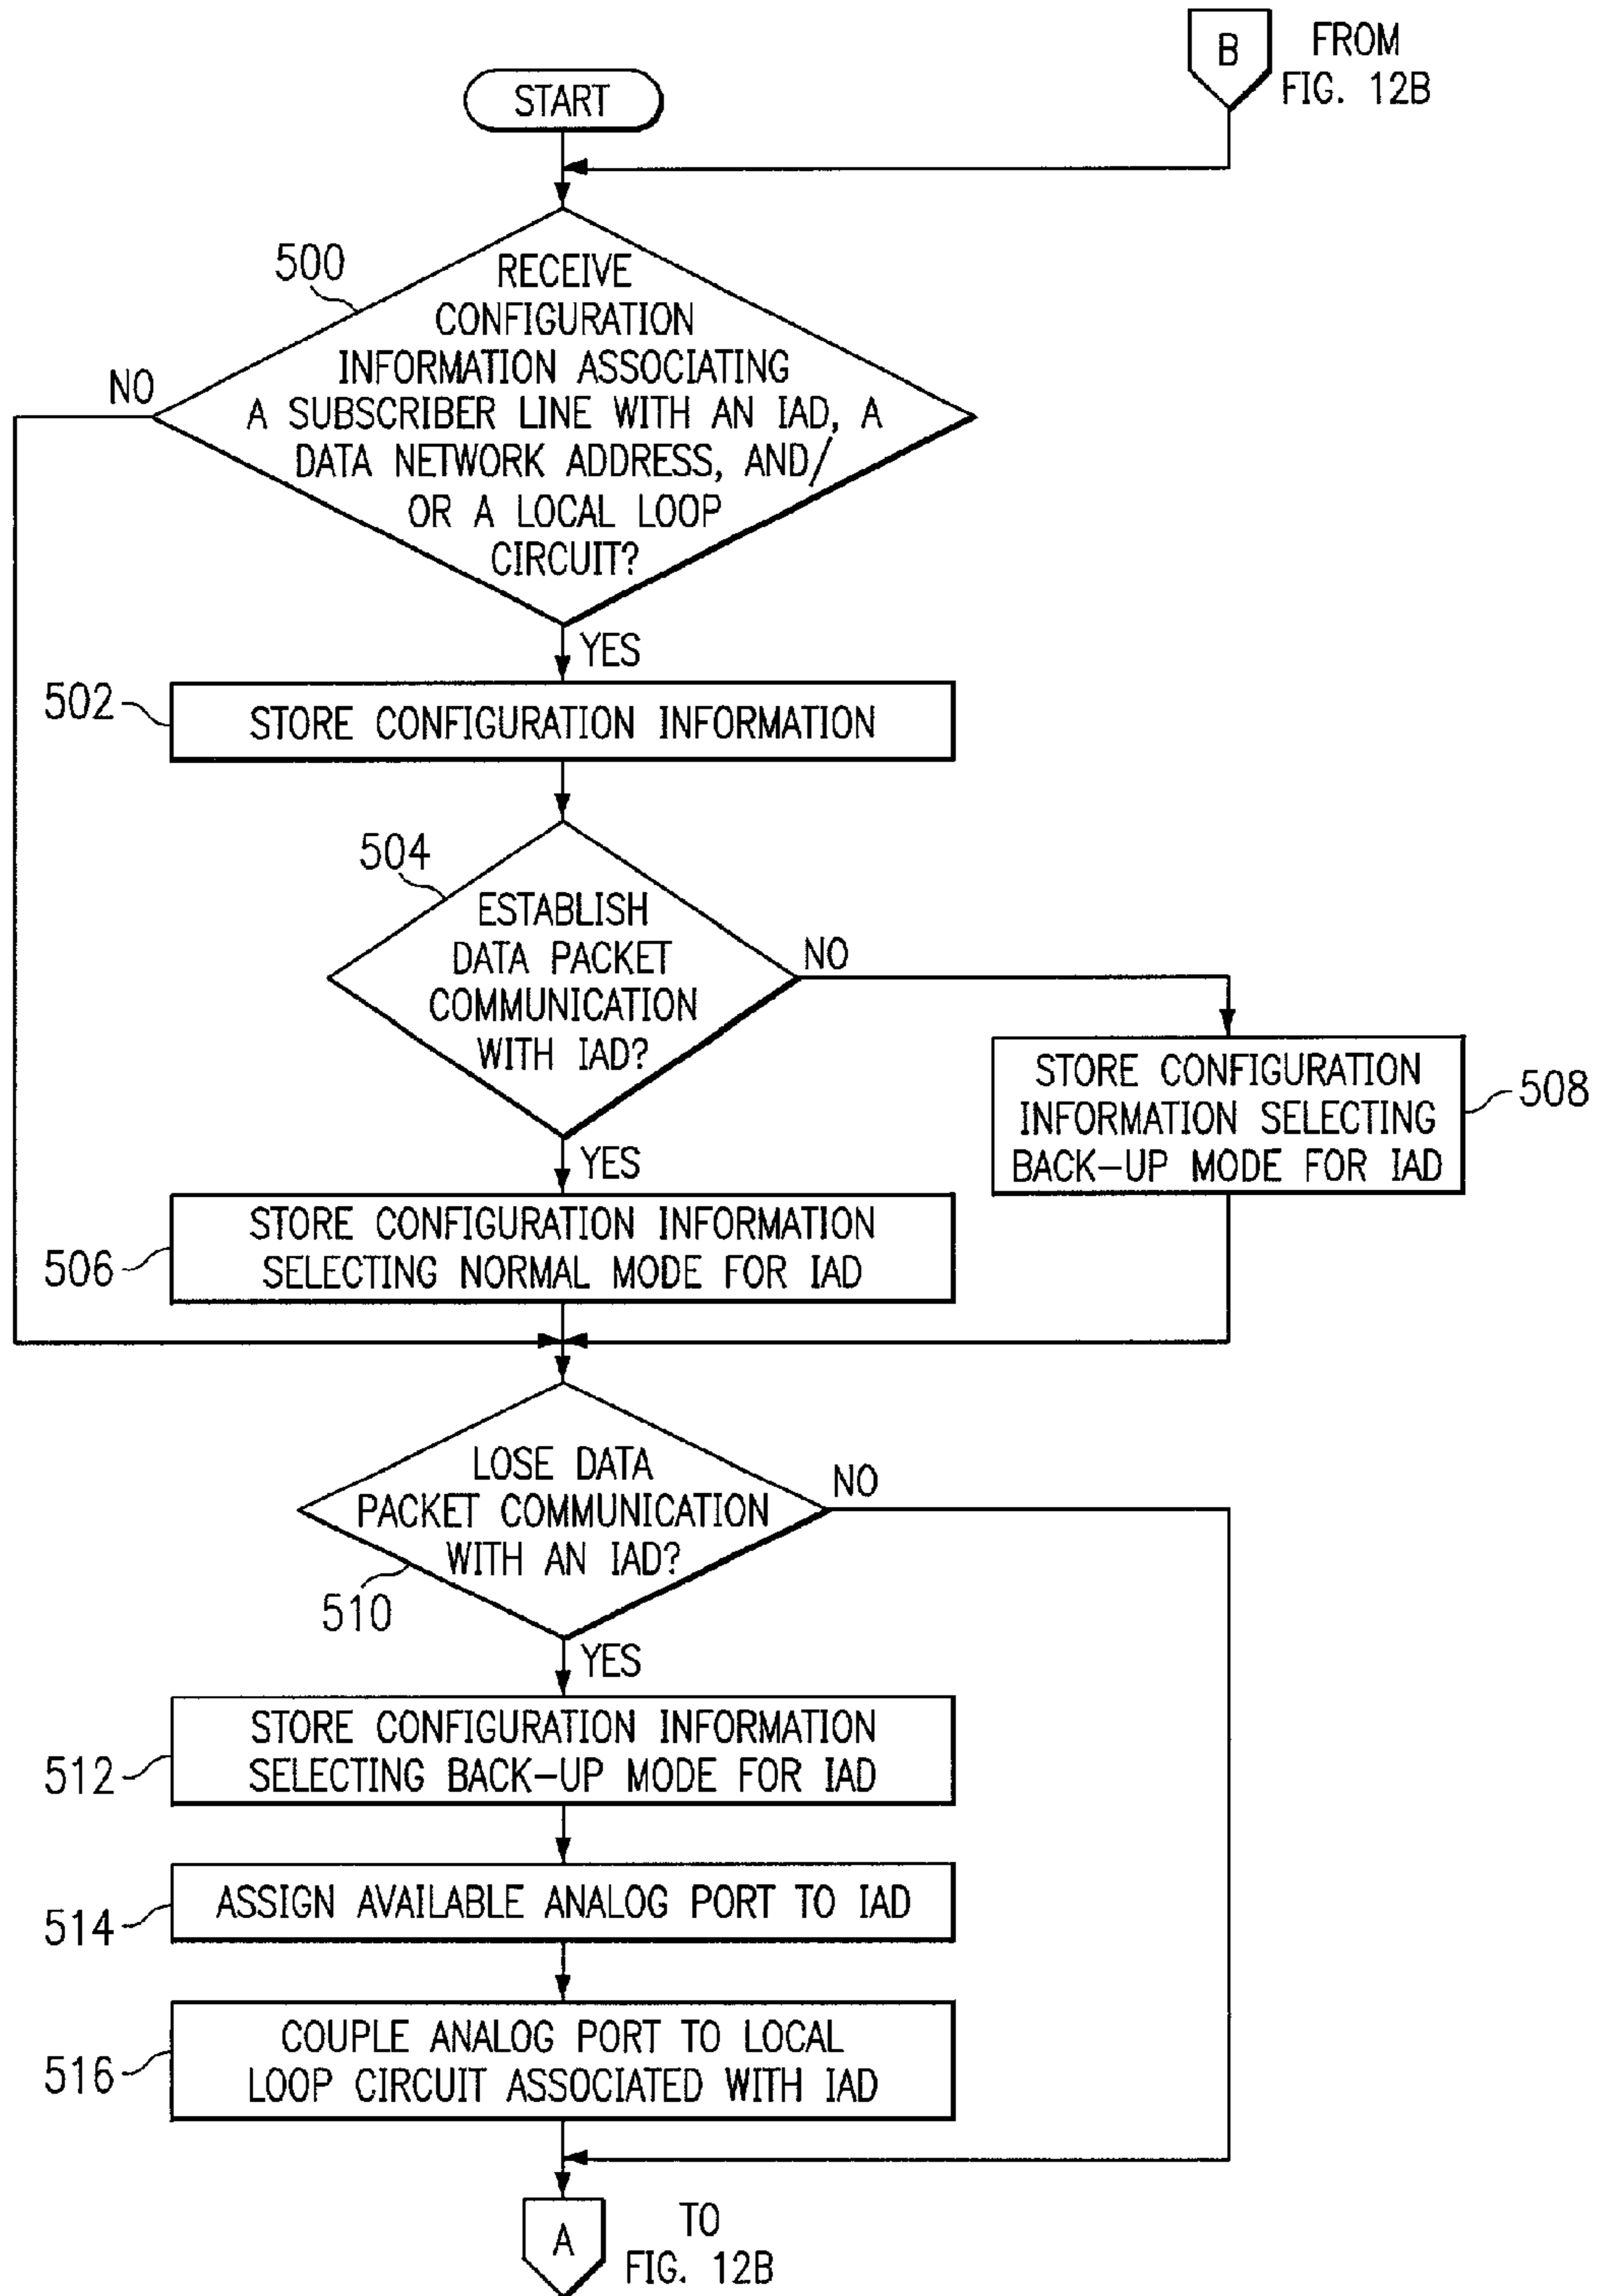 B
FROM
FIG. 12B
START
500
RECEIVE
CONFIGURATION
INFORMATION ASSOCIATING
A SUBSCRIBER LINE WITH AN IAD, A
DATA NETWORK ADDRESS, AND/
OR A LOCAL LOOP
CIRCUIT?
NO
YES
502
STORE CONFIGURATION INFORMATION
504
ESTABLISH
DATA PACKET
COMMUNICATION
WITH IAD?
NO
YES
STORE CONFIGURATION
INFORMATION SELECTING
BACK-UP MODE FOR IAD
508
506
STORE CONFIGURATION INFORMATION
SELECTING NORMAL MODE FOR IAD
LOSE DATA
PACKET COMMUNICATION
WITH AN IAD?
NO
510
YES
512
STORE CONFIGURATION INFORMATION
SELECTING BACK-UP MODE FOR IAD
514
ASSIGN AVAILABLE ANALOG PORT TO IAD
516
COUPLE ANALOG PORT TO LOCAL
LOOP CIRCUIT ASSOCIATED WITH IAD
A
TO
FIG. 12B